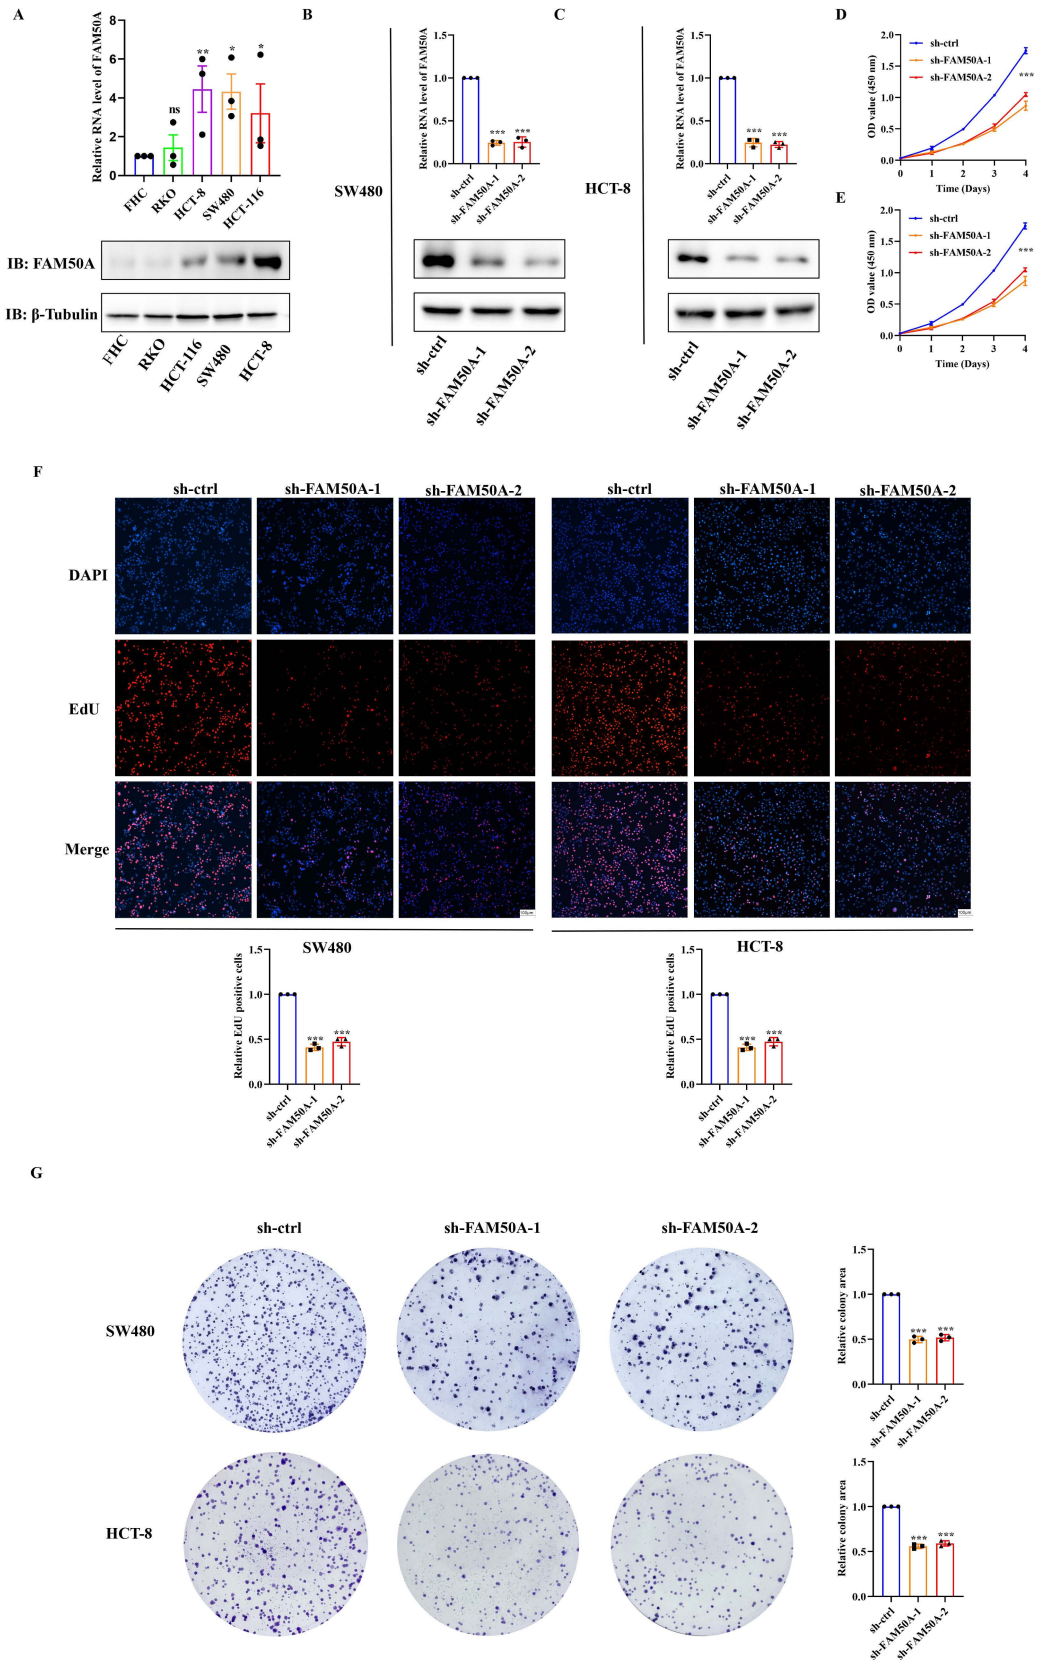 A
Relative RNA level of FAM50A
8
6
4
2
0
ns
**
*
*
FHC
RKO
HCT-8
SW480
HCT-116
IB: FAM50A
IB: β-Tubulin
FHC
RKO
HCT-116
SW480
HCT-8
B
SW480
Relative RNA level of FAM50A
1.5
1.0
0.5
0.0
***
***
sh-ctrl
sh-FAM50A-1
sh-FAM50A-2
sh-ctrl
sh-FAM50A-1
sh-FAM50A-2
C
HCT-8
Relative RNA level of FAM50A
1.5
1.0
0.5
0.0
***
***
sh-ctrl
sh-FAM50A-1
sh-FAM50A-2
sh-ctrl
sh-FAM50A-1
sh-FAM50A-2
D
OD value (450 nm)
2.0
1.5
1.0
0.5
0.0
sh-ctrl
sh-FAM50A-1
sh-FAM50A-2
***
0 1 2 3 4
Time (Days)
E
OD value (450 nm)
2.0
1.5
1.0
0.5
0.0
sh-ctrl
sh-FAM50A-1
sh-FAM50A-2
***
0 1 2 3 4
Time (Days)
F
sh-ctrl sh-FAM50A-1 sh-FAM50A-2 sh-ctrl sh-FAM50A-1 sh-FAM50A-2
DAPI
EdU
Merge
100μm 100μm
SW480
HCT-8
Relative EdU positive cells
1.5
1.0
0.5
0.0
***
***
sh-ctrl
sh-FAM50A-1
sh-FAM50A-2
Relative EdU positive cells
1.5
1.0
0.5
0.0
***
***
sh-ctrl
sh-FAM50A-1
sh-FAM50A-2
G
sh-ctrl sh-FAM50A-1 sh-FAM50A-2
SW480
Relative colony area
1.5
1.0
0.5
0.0
***
***
sh-ctrl
sh-FAM50A-1
sh-FAM50A-2
HCT-8
Relative colony area
1.5
1.0
0.5
0.0
***
***
sh-ctrl
sh-FAM50A-1
sh-FAM50A-2